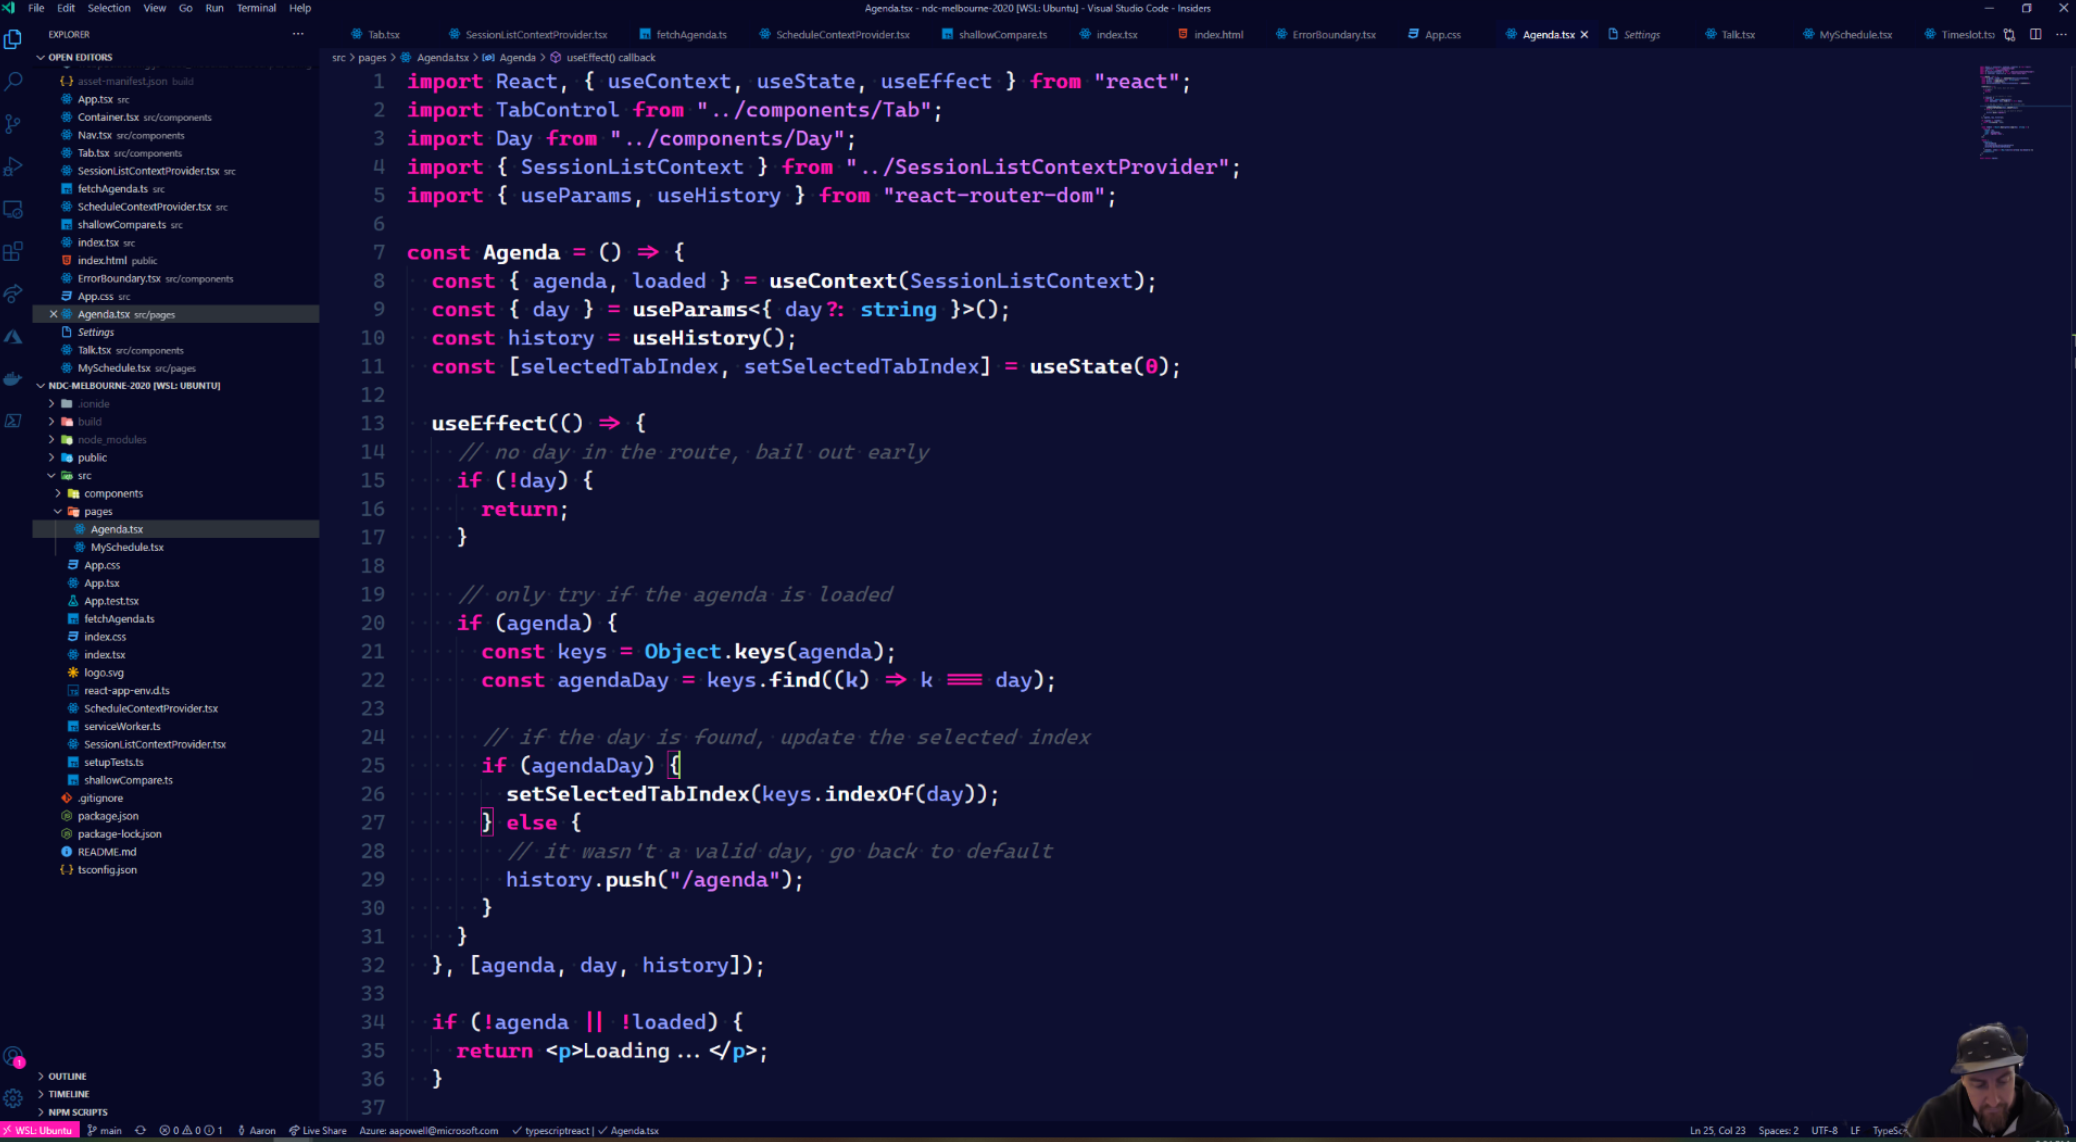 File Edit Selection View Go Run Terminal Help
Agenda.tsx - ndc-melbourne-2020 [WSL: Ubuntu] - Visual Studio Code - Insiders
EXPLORER
Tab.tsx SessionListContextProvider.tsx fetchAgenda.ts ScheduleContextProvider.tsx shallowCompare.ts index.tsx index.html ErrorBoundary.tsx App.css Agenda.tsx Settings Talk.tsx MySchedule.tsx Timeslot.tsx
OPEN EDITORS
asset-manifest.json build
App.tsx src
Container.tsx src/components
Nav.tsx src/components
Tab.tsx src/components
SessionListContextProvider.tsx src
fetchAgenda.ts src
ScheduleContextProvider.tsx src
shallowCompare.ts src
index.tsx src
index.html public
ErrorBoundary.tsx src/components
App.css src
Agenda.tsx src/pages
Settings
Talk.tsx src/components
MySchedule.tsx src/pages
NDC-MELBOURNE-2020 [WSL: UBUNTU]
.ionide
build
node_modules
public
src
components
pages
Agenda.tsx
MySchedule.tsx
App.css
App.tsx
App.test.tsx
fetchAgenda.ts
index.css
index.tsx
logo.svg
react-app-env.d.ts
ScheduleContextProvider.tsx
serviceWorker.ts
SessionListContextProvider.tsx
setupTests.ts
shallowCompare.ts
.gitignore
package.json
package-lock.json
README.md
tsconfig.json
OUTLINE
TIMELINE
NPM SCRIPTS
src > pages > Agenda.tsx > Agenda > useEffect() callback
1 import React, { useContext, useState, useEffect } from "react";
2 import TabControl from "../components/Tab";
3 import Day from "../components/Day";
4 import { SessionListContext } from "../SessionListContextProvider";
5 import { useParams, useHistory } from "react-router-dom";
6
7 const Agenda = () => {
8 const { agenda, loaded } = useContext(SessionListContext);
9 const { day } = useParams<{ day?: string }>();
10 const history = useHistory();
11 const [selectedTabIndex, setSelectedTabIndex] = useState(0);
12
13 useEffect(() => {
14 // no day in the route, bail out early
15 if (!day) {
16 return;
17 }
18
19 // only try if the agenda is loaded
20 if (agenda) {
21 const keys = Object.keys(agenda);
22 const agendaDay = keys.find((k) => k === day);
23
24 // if the day is found, update the selected index
25 if (agendaDay) {
26 setSelectedTabIndex(keys.indexOf(day));
27 } else {
28 // it wasn't a valid day, go back to default
29 history.push("/agenda");
30 }
31 }
32 }, [agenda, day, history]);
33
34 if (!agenda || !loaded) {
35 return <p>Loading...</p>;
36 }
37
1
WSL: Ubuntu main 0 0 1 Aaron Live Share Azure: aapowell@microsoft.com typescriptreact | Agenda.tsx Ln 25, Col 23 Spaces: 2 UTF-8 LF